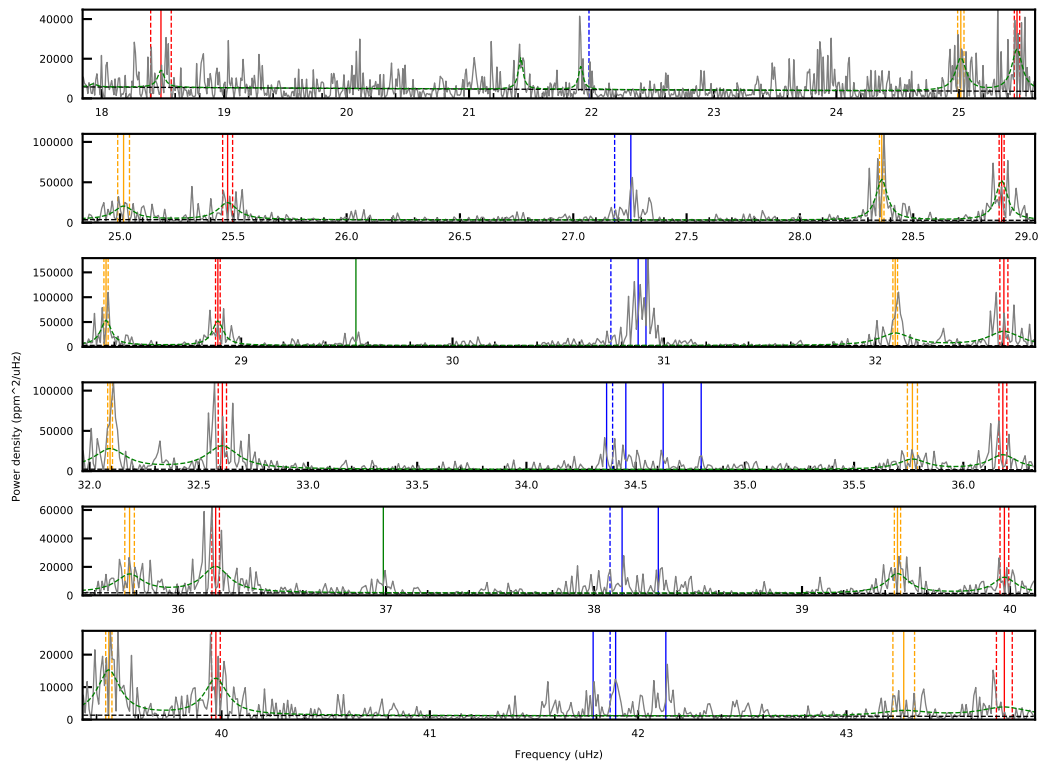 40000
20000
0
18 19 20 21 22 23 24 25
100000
50000
0
25.0 25.5 26.0 26.5 27.0 27.5 28.0 28.5 29.0
150000
100000
50000
0
29 30 31 32
100000
50000
0
32.0 32.5 33.0 33.5 34.0 34.5 35.0 35.5 36.0
Power density (ppm^2/uHz)
60000
40000
20000
0
36 37 38 39 40
20000
10000
0
40 41 42 43
Frequency (uHz)